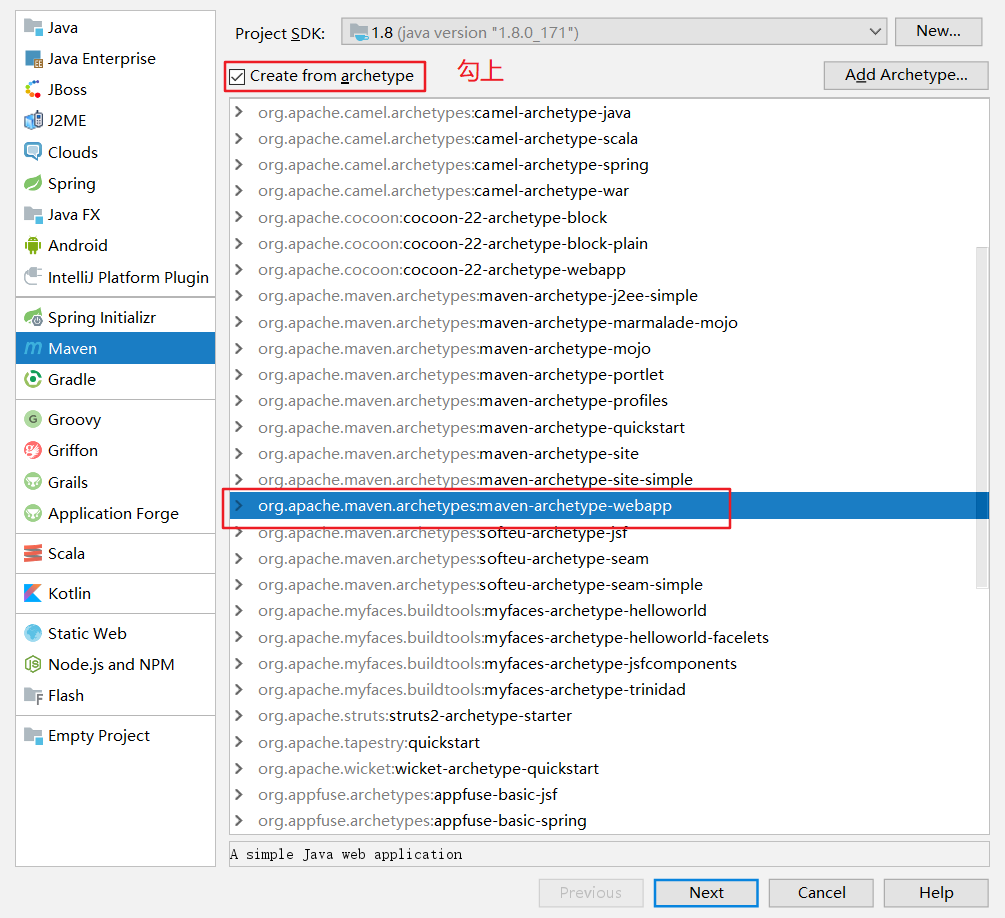 Java
Java Enterprise
JBoss
J2ME
Clouds
Spring
Java FX
Android
IntelliJ Platform Plugin
Spring Initializr
Maven
Gradle
Groovy
Griffon
Grails
Application Forge
Scala
Kotlin
Static Web
Node.js and NPM
Flash
Empty Project
Project SDK: 1.8 (java version "1.8.0_171") New...
Create from archetype 勾上 Add Archetype...
org.apache.camel.archetypes:camel-archetype-java
org.apache.camel.archetypes:camel-archetype-scala
org.apache.camel.archetypes:camel-archetype-spring
org.apache.camel.archetypes:camel-archetype-war
org.apache.cocoon:cocoon-22-archetype-block
org.apache.cocoon:cocoon-22-archetype-block-plain
org.apache.cocoon:cocoon-22-archetype-webapp
org.apache.maven.archetypes:maven-archetype-j2ee-simple
org.apache.maven.archetypes:maven-archetype-marmalade-mojo
org.apache.maven.archetypes:maven-archetype-mojo
org.apache.maven.archetypes:maven-archetype-portlet
org.apache.maven.archetypes:maven-archetype-profiles
org.apache.maven.archetypes:maven-archetype-quickstart
org.apache.maven.archetypes:maven-archetype-site
org.apache.maven.archetypes:maven-archetype-site-simple
org.apache.maven.archetypes:maven-archetype-webapp
org.apache.maven.archetypes:softeu-archetype-jsf
org.apache.maven.archetypes:softeu-archetype-seam
org.apache.maven.archetypes:softeu-archetype-seam-simple
org.apache.myfaces.buildtools:myfaces-archetype-helloworld
org.apache.myfaces.buildtools:myfaces-archetype-helloworld-facelets
org.apache.myfaces.buildtools:myfaces-archetype-jsfcomponents
org.apache.myfaces.buildtools:myfaces-archetype-trinidad
org.apache.struts:struts2-archetype-starter
org.apache.tapestry:quickstart
org.apache.wicket:wicket-archetype-quickstart
org.appfuse.archetypes:appfuse-basic-jsf
org.appfuse.archetypes:appfuse-basic-spring
A simple Java web application
Previous Next Cancel Help